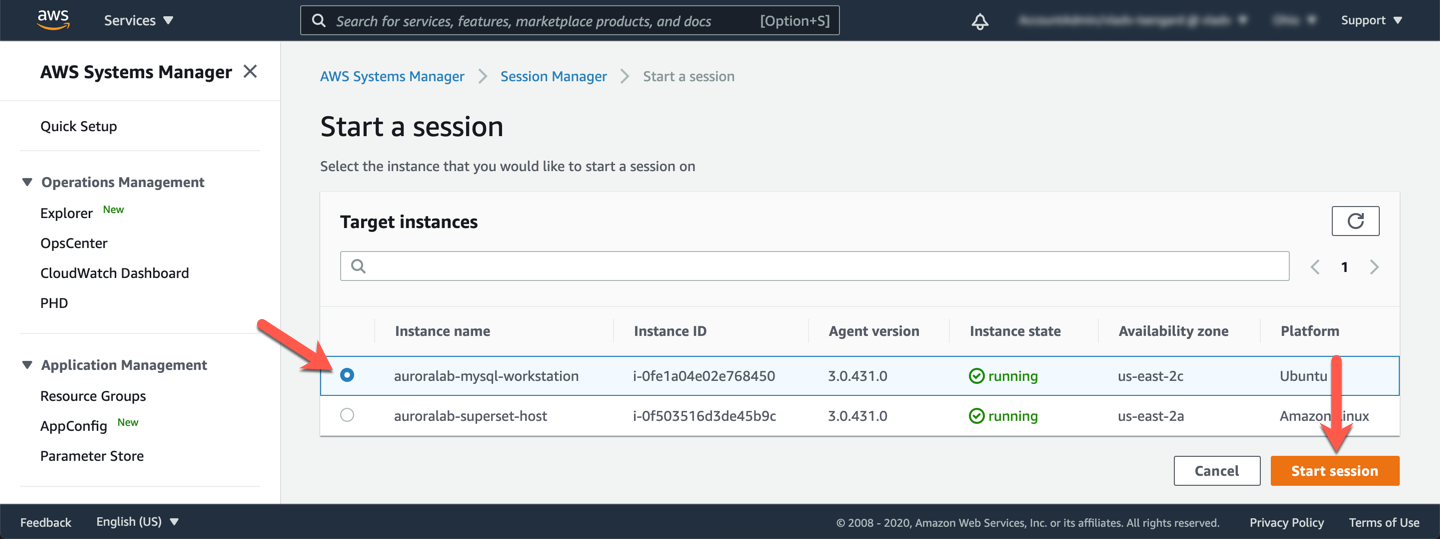 aws Services Search for services, features, marketplace products, and docs [Option+S] Support
AWS Systems Manager
Quick Setup
Operations Management
Explorer New
OpsCenter
CloudWatch Dashboard
PHD
Application Management
Resource Groups
AppConfig New
Parameter Store
AWS Systems Manager > Session Manager > Start a session
Start a session
Select the instance that you would like to start a session on
Target instances
1
Instance name Instance ID Agent version Instance state Availability zone Platform
auroralab-mysql-workstation i-0fe1a04e02e768450 3.0.431.0 running us-east-2c Ubuntu
auroralab-superset-host i-0f503516d3de45b9c 3.0.431.0 running us-east-2a Amazon Linux
Cancel Start session
Feedback English (US) © 2008 - 2020, Amazon Web Services, Inc. or its affiliates. All rights reserved. Privacy Policy Terms of Use